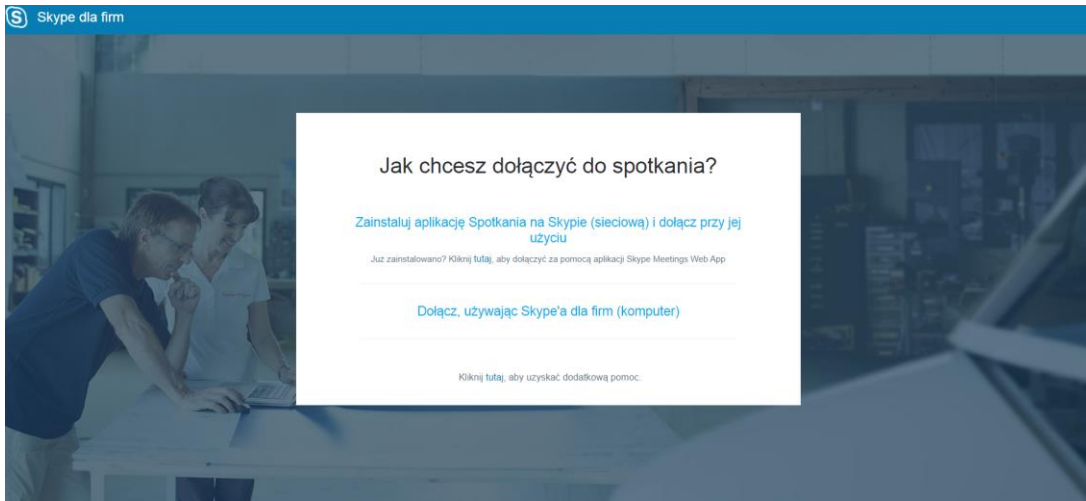 Skype dla firm
Jak chcesz dołączyć do spotkania?
Zainstaluj aplikację Spotkania na Skypie (sieciową) i dołącz przy jej
użyciu
Już zainstalowano? Kliknij tutaj, aby dołączyć za pomocą aplikacji Skype Meetings Web App
Dołącz, używając Skype'a dla firm (komputer)
Kliknij tutaj, aby uzyskać dodatkową pomoc.